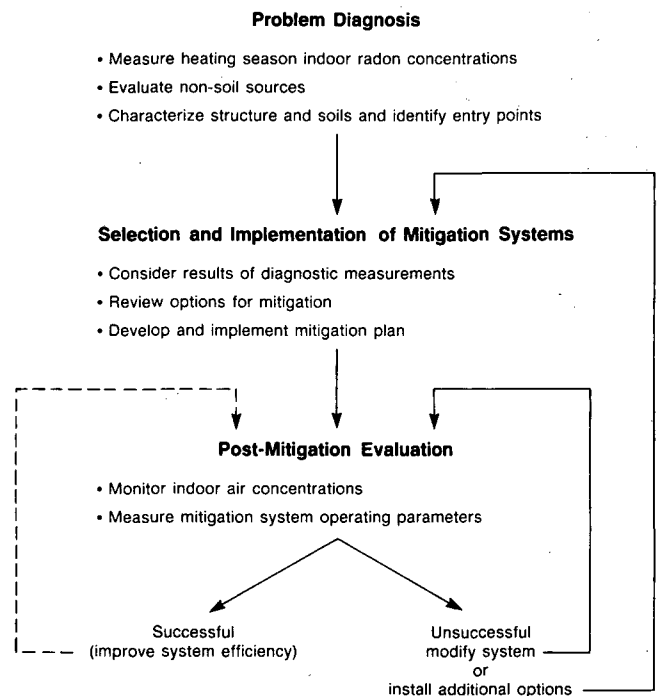 Problem Diagnosis
• Measure heating season indoor radon concentrations
• Evaluate non-soil sources
• Characterize structure and soils and identify entry points
Selection and Implementation of Mitigation Systems
• Consider results of diagnostic measurements
• Review options for mitigation
• Develop and implement mitigation plan
Post-Mitigation Evaluation
• Monitor indoor air concentrations
• Measure mitigation system operating parameters
Successful
(improve system efficiency)
Unsuccessful
modify system
or
install additional options